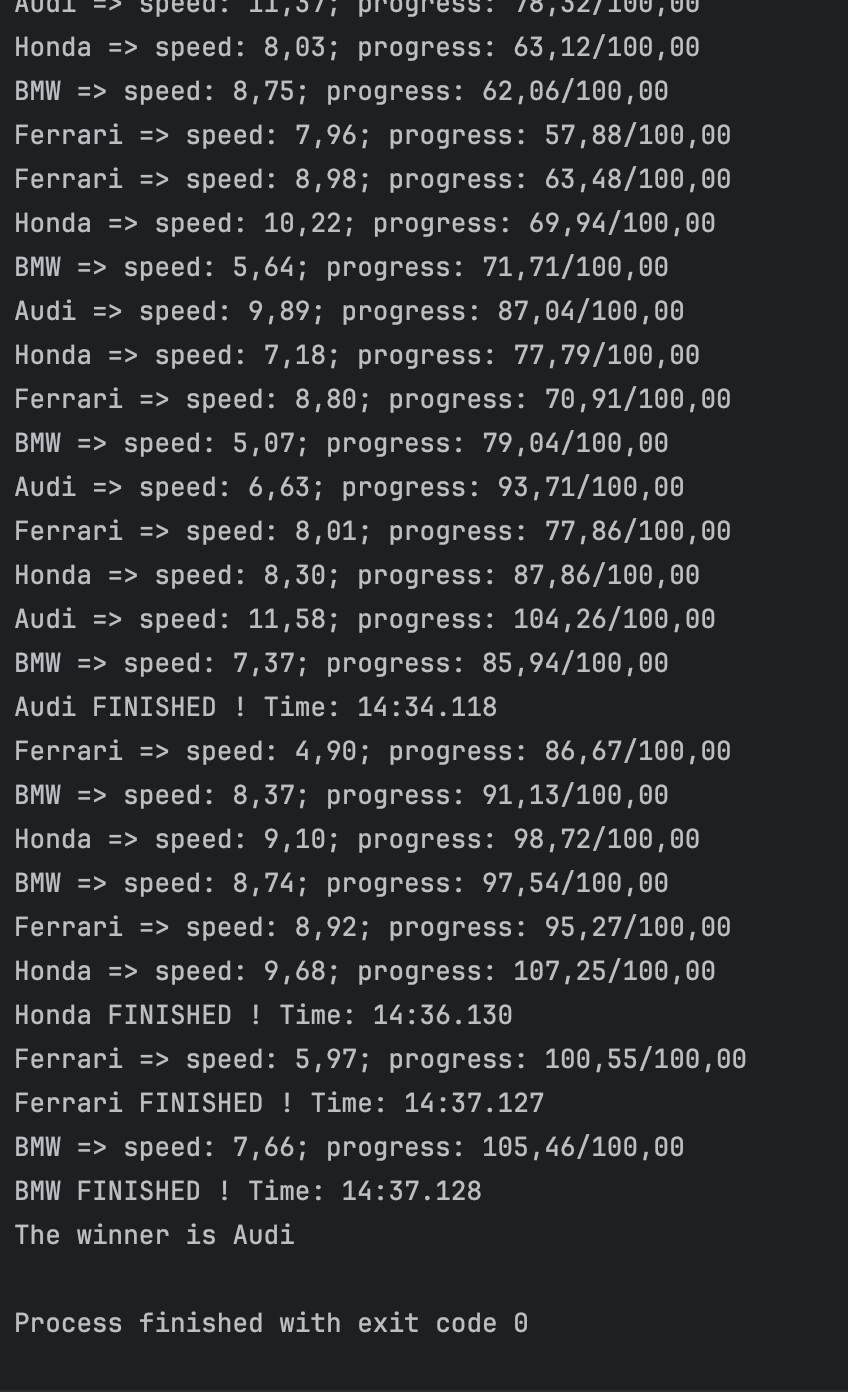 Audi => speed: 11,37; progress: 78,32/100,00
Honda => speed: 8,03; progress: 63,12/100,00
BMW => speed: 8,75; progress: 62,06/100,00
Ferrari => speed: 7,96; progress: 57,88/100,00
Ferrari => speed: 8,98; progress: 63,48/100,00
Honda => speed: 10,22; progress: 69,94/100,00
BMW => speed: 5,64; progress: 71,71/100,00
Audi => speed: 9,89; progress: 87,04/100,00
Honda => speed: 7,18; progress: 77,79/100,00
Ferrari => speed: 8,80; progress: 70,91/100,00
BMW => speed: 5,07; progress: 79,04/100,00
Audi => speed: 6,63; progress: 93,71/100,00
Ferrari => speed: 8,01; progress: 77,86/100,00
Honda => speed: 8,30; progress: 87,86/100,00
Audi => speed: 11,58; progress: 104,26/100,00
BMW => speed: 7,37; progress: 85,94/100,00
Audi FINISHED ! Time: 14:34.118
Ferrari => speed: 4,90; progress: 86,67/100,00
BMW => speed: 8,37; progress: 91,13/100,00
Honda => speed: 9,10; progress: 98,72/100,00
BMW => speed: 8,74; progress: 97,54/100,00
Ferrari => speed: 8,92; progress: 95,27/100,00
Honda => speed: 9,68; progress: 107,25/100,00
Honda FINISHED ! Time: 14:36.130
Ferrari => speed: 5,97; progress: 100,55/100,00
Ferrari FINISHED ! Time: 14:37.127
BMW => speed: 7,66; progress: 105,46/100,00
BMW FINISHED ! Time: 14:37.128
The winner is Audi
Process finished with exit code 0